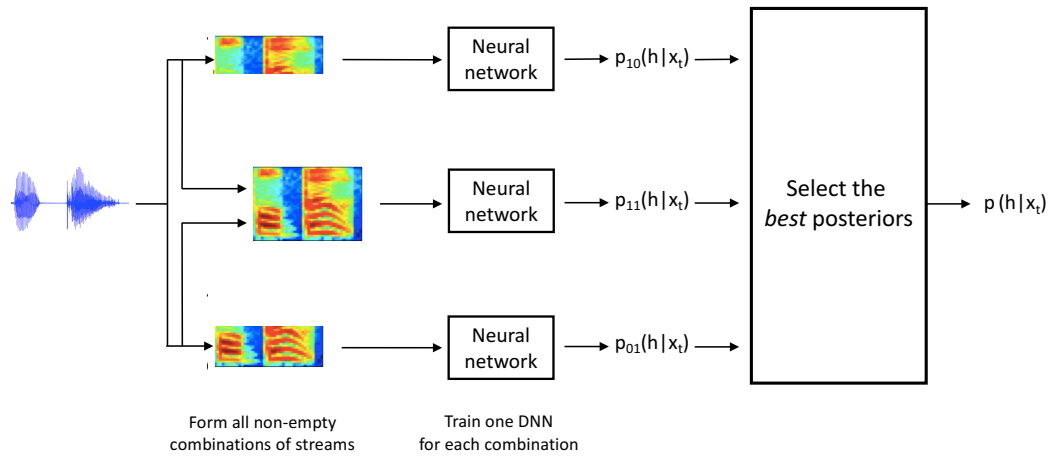 Neural
network
p₁₀(h|xₜ)
Neural
network
p₁₁(h|xₜ)
Select the
best posteriors
p (h|xₜ)
Neural
network
p₀₁(h|xₜ)
Form all non-empty
combinations of streams
Train one DNN
for each combination